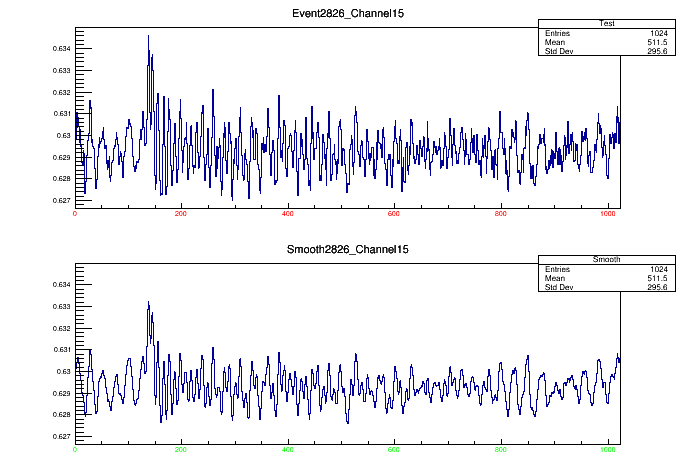 Event2826_Channel15
Test
Entries 1024
Mean 511.5
Std Dev 295.6
0.634
0.633
0.632
0.631
0.63
0.629
0.628
0.627
0 200 400 600 800 1000
Smooth2826_Channel15
Smooth
Entries 1024
Mean 511.5
Std Dev 295.6
0.634
0.633
0.632
0.631
0.63
0.629
0.628
0.627
0 200 400 600 800 1000